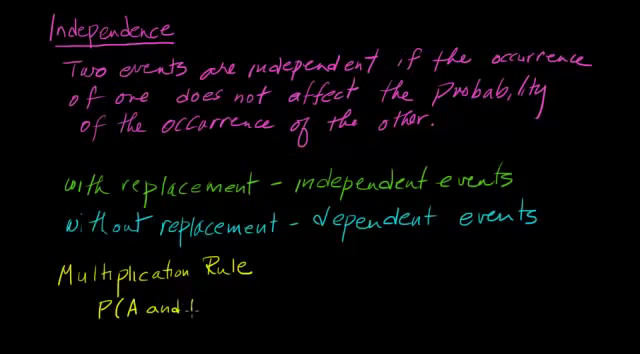 Independence
Two events are independent if the occurrence
of one does not affect the probability
of the occurrence of the other.
with replacement - independent events
without replacement - dependent events
Multiplication Rule
P(A and